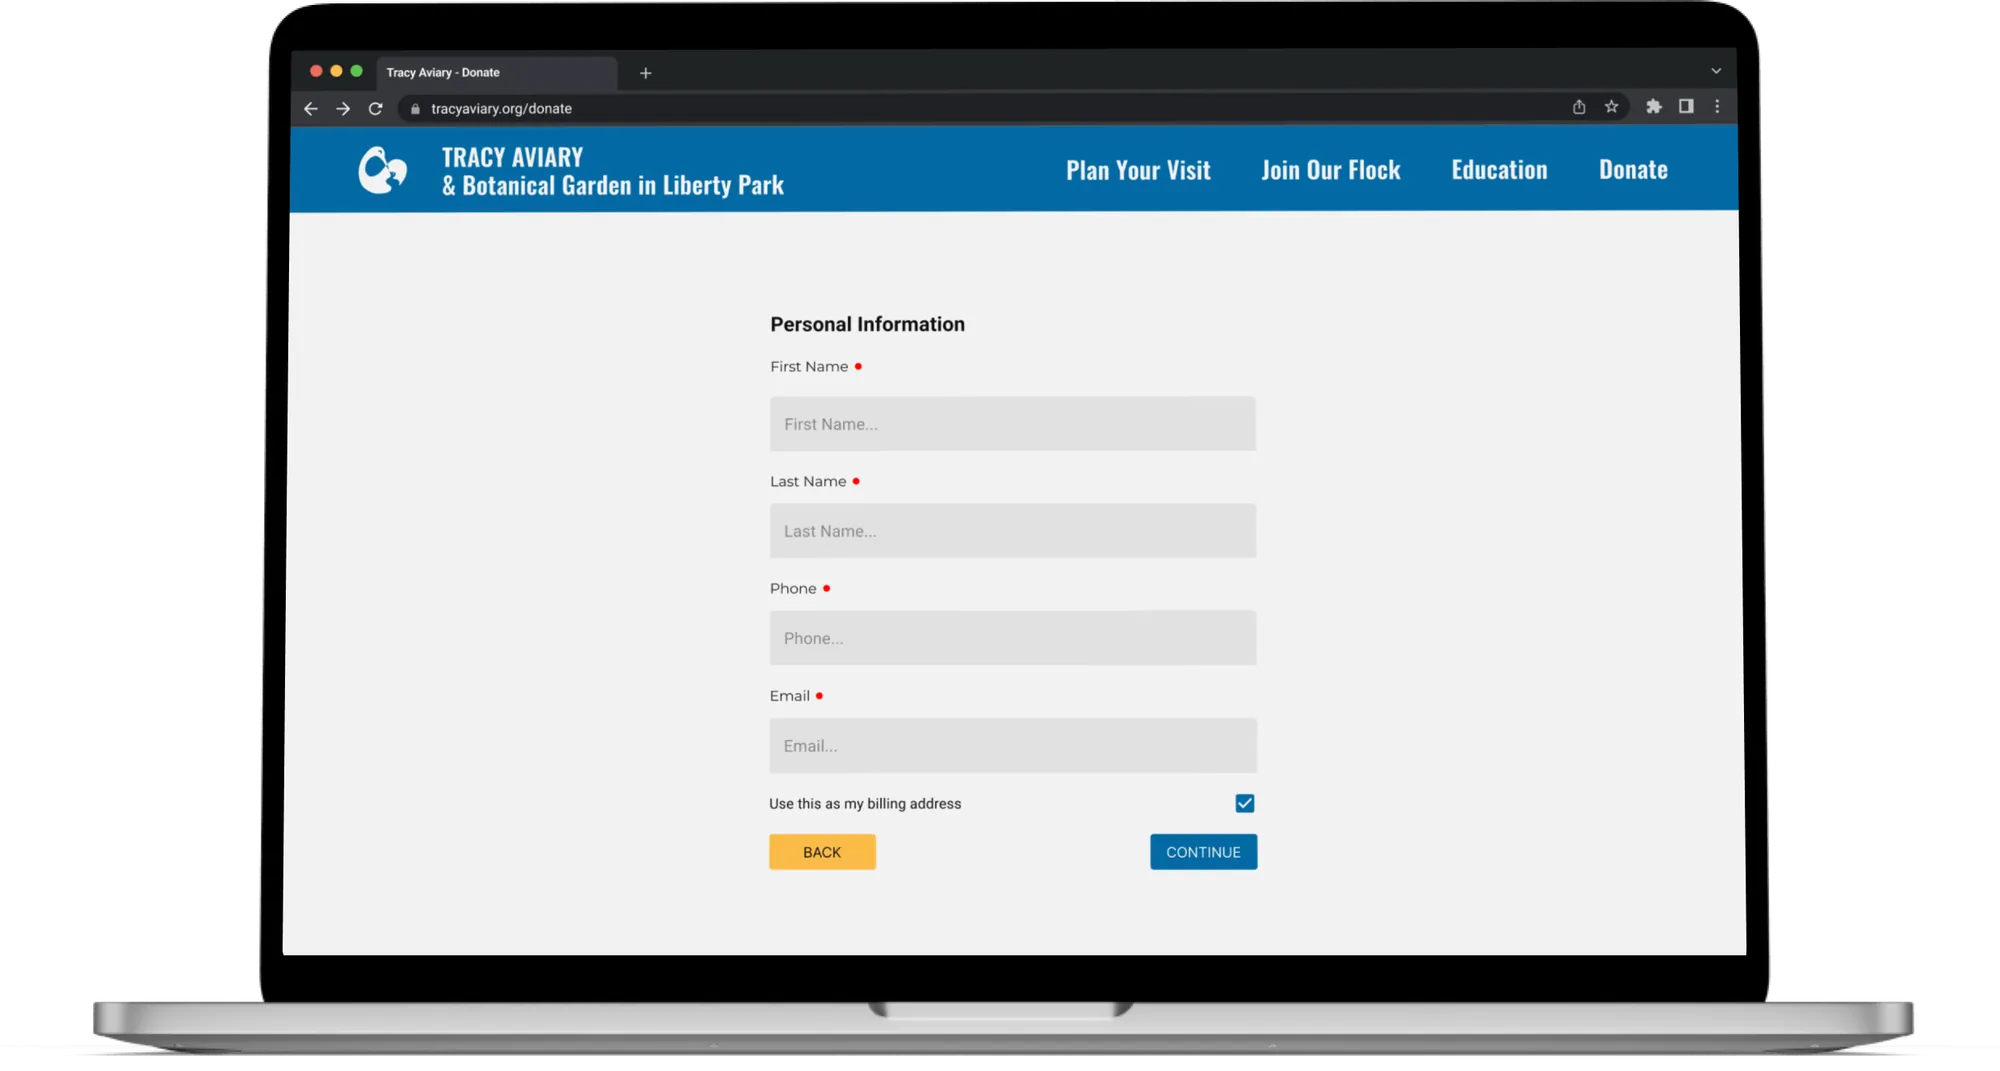 Tracy Aviary - Donate
tracyaviary.org/donate
TRACY AVIARY
& Botanical Garden in Liberty Park
Plan Your Visit Join Our Flock Education Donate
Personal Information
First Name
First Name...
Last Name
Last Name...
Phone
Phone...
Email
Email...
Use this as my billing address
BACK CONTINUE